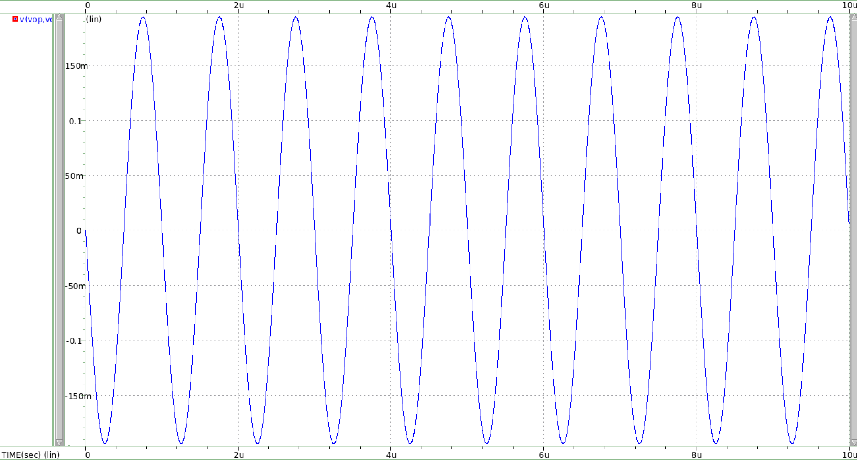 0 2u 4u 6u 8u 10u
v(vop,vo (lin)
150m
0.1
50m
0
-50m
-0.1
-150m
TIME(sec) (lin) 0 2u 4u 6u 8u 10u